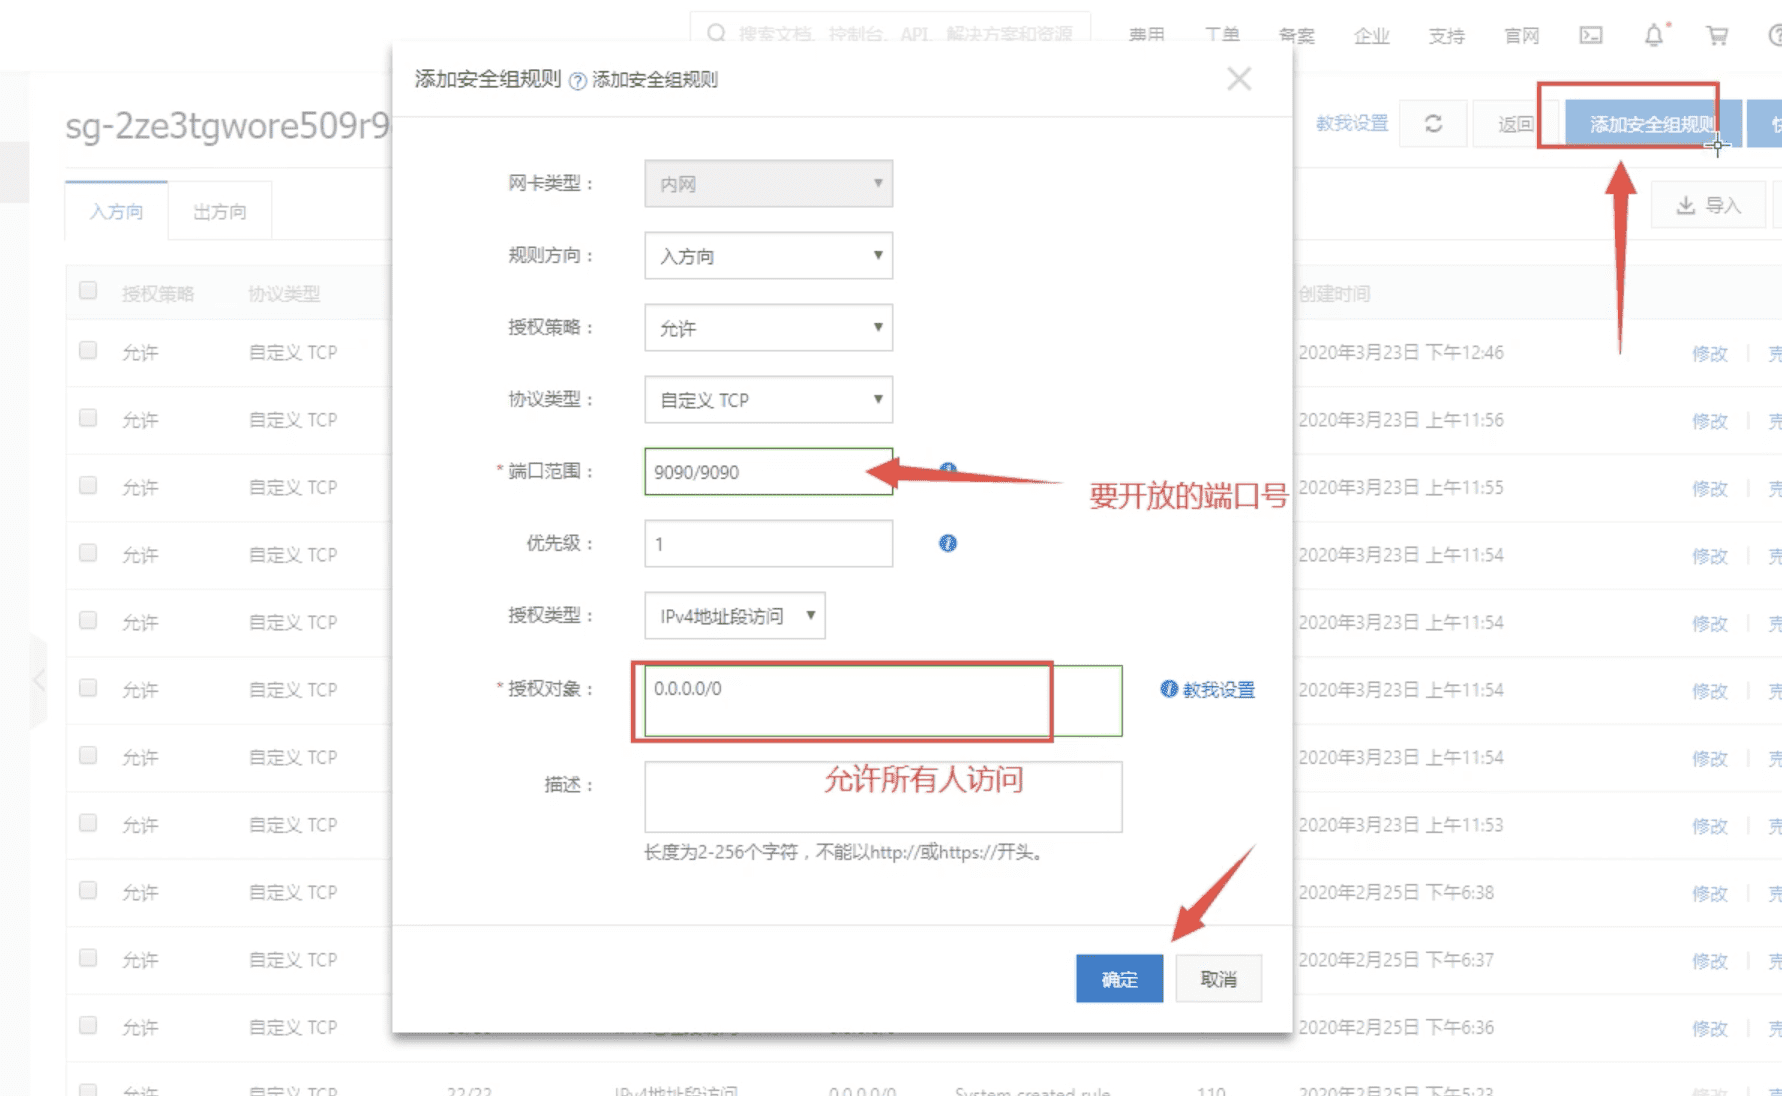 搜索文档、控制台、API、解决方案和资源
费用 工单 备案 企业 支持 官网
添加安全组规则 添加安全组规则
sg-2ze3tgwore509r9
教我设置 返回 添加安全组规则
入方向 出方向
导入
授权策略 协议类型 创建时间
网卡类型： 内网
规则方向： 入方向
授权策略： 允许
协议类型： 自定义 TCP
*端口范围： 9090/9090
要开放的端口号
优先级： 1
授权类型： IPv4地址段访问
*授权对象： 0.0.0.0/0
教我设置
描述：
允许所有人访问
长度为2-256个字符，不能以http://或https://开头。
确定 取消
允许 自定义 TCP 2020年3月23日 下午12:46 修改
允许 自定义 TCP 2020年3月23日 上午11:56 修改
允许 自定义 TCP 2020年3月23日 上午11:55 修改
允许 自定义 TCP 2020年3月23日 上午11:54 修改
允许 自定义 TCP 2020年3月23日 上午11:54 修改
允许 自定义 TCP 2020年3月23日 上午11:54 修改
允许 自定义 TCP 2020年3月23日 上午11:54 修改
允许 自定义 TCP 2020年3月23日 上午11:53 修改
允许 自定义 TCP 2020年2月25日 下午6:38 修改
允许 自定义 TCP 2020年2月25日 下午6:37 修改
允许 自定义 TCP 2020年2月25日 下午6:36 修改
允许 自定义 TCP 22/22 IPv4地址段访问 0.0.0.0/0 System created rule. 110 2020年2月25日 下午5:23 修改